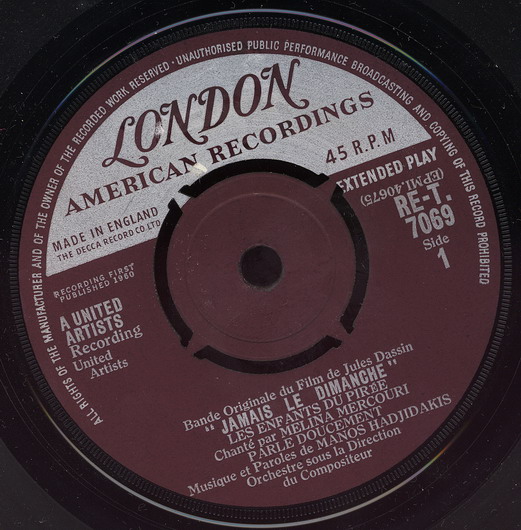 ALL RIGHTS OF THE MANUFACTURER AND OF THE OWNER OF THE RECORDED WORK RESERVED · UNAUTHORISED PUBLIC PERFORMANCE BROADCASTING AND COPYING OF THIS RECORD PROHIBITED
LONDON
AMERICAN RECORDINGS
45 R.P.M
EXTENDED PLAY
MADE IN ENGLAND
THE DECCA RECORD CO LTD
(EPMI.40675)
RE-T.
7069
Side
1
RECORDING FIRST
PUBLISHED 1960
A UNITED
ARTISTS
Recording
United
Artists
Bande Originale du Film de Jules Dassin
"JAMAIS LE DIMANCHE"
LES ENFANTS DU PIRÉE
Chanté par MELINA MERCOURI
PARLE DOUCEMENT
Musique et Paroles de MANOS HADJIDAKIS
Orchestre sous la Direction
du Compositeur